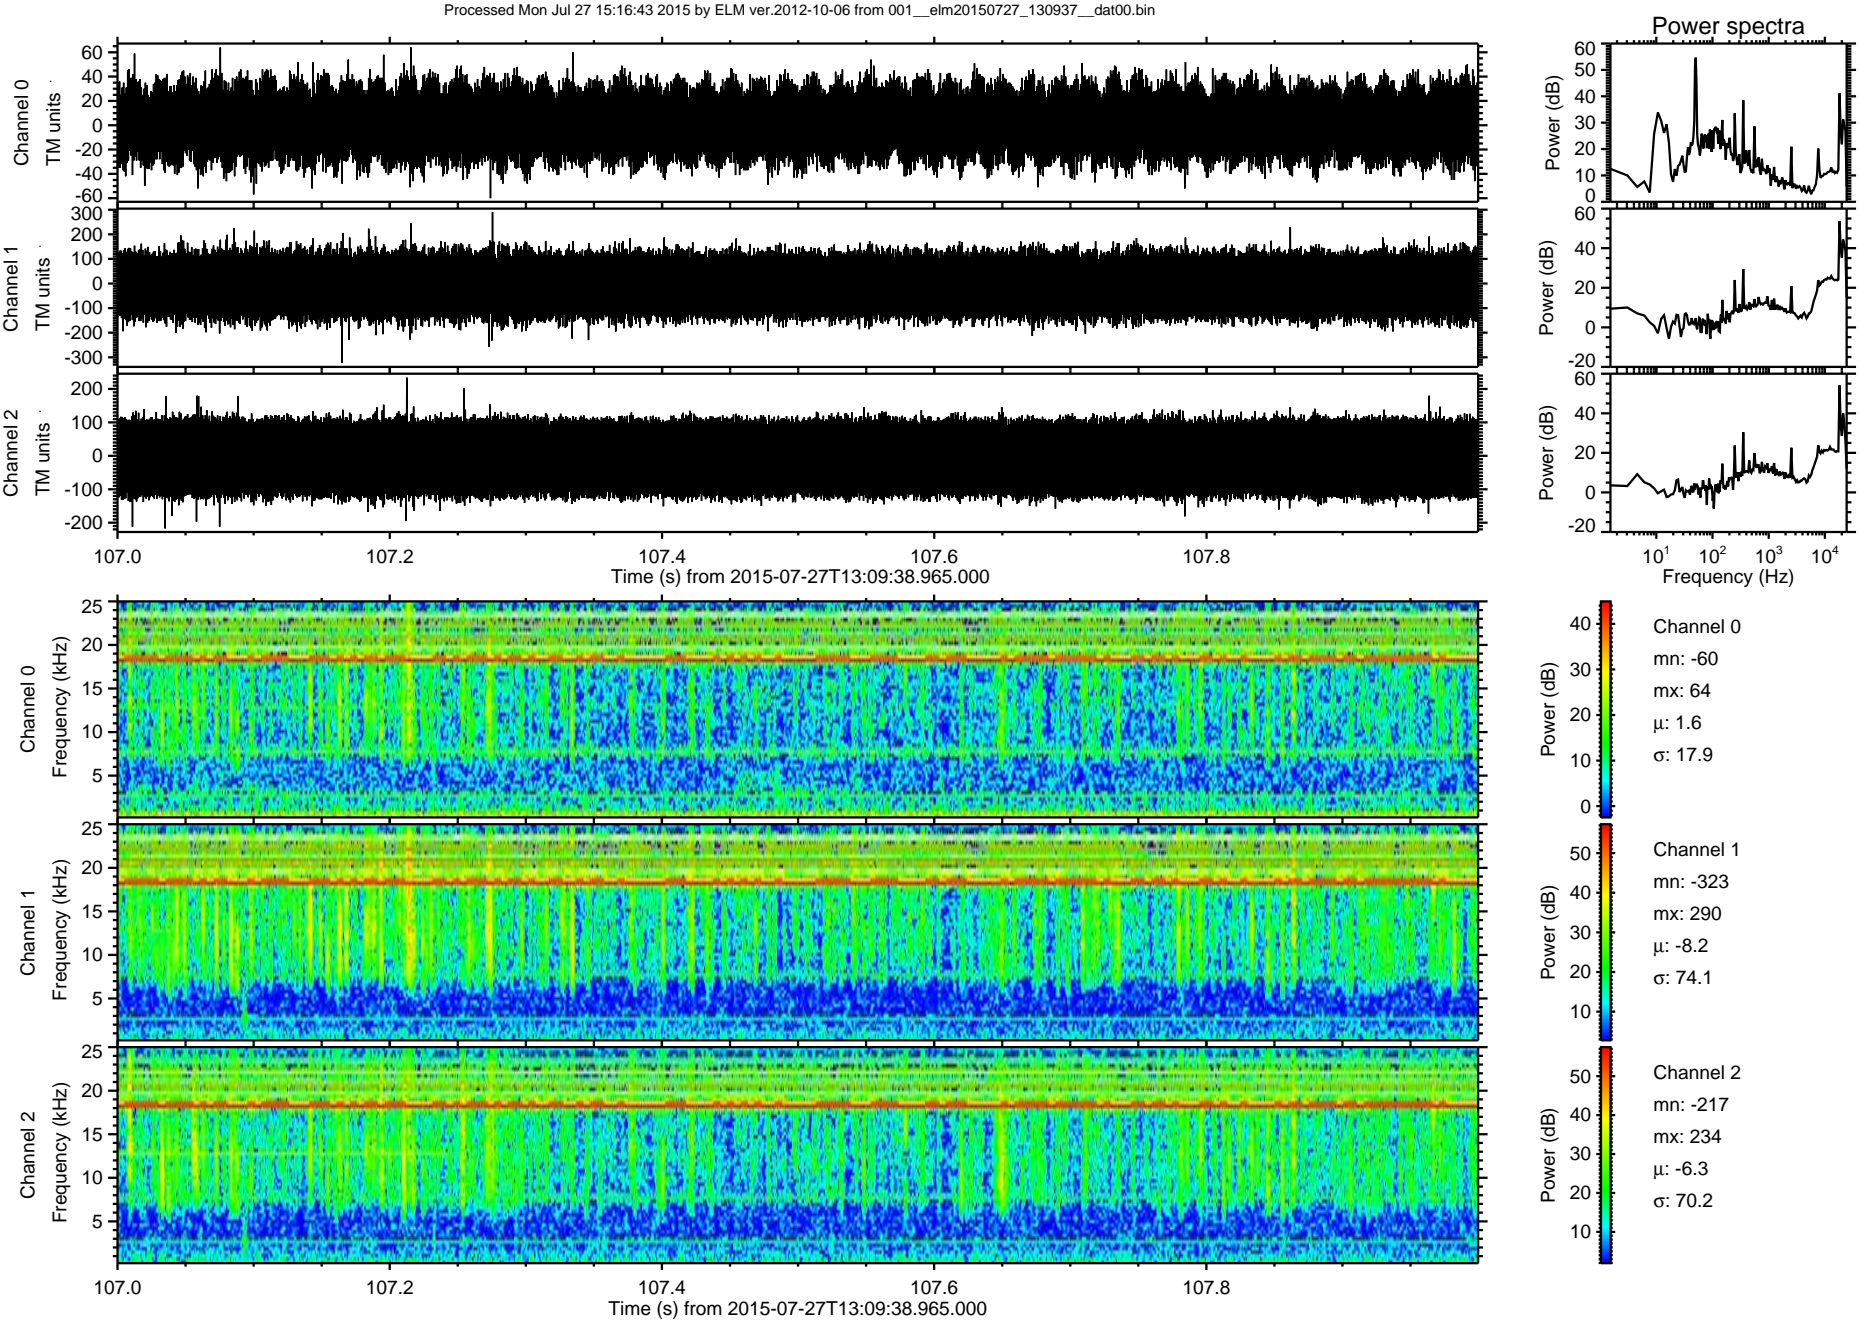 Processed Mon Jul 27 15:16:43 2015 by ELM ver.2012-10-06 from 001__elm20150727_130937__dat00.bin
Power spectra
Channel 0
TM units
60
40
20
0
-20
-40
-60
Power (dB)
60
50
40
30
20
10
0
Channel 1
TM units
300
200
100
0
-100
-200
-300
Power (dB)
60
40
20
0
-20
Channel 2
TM units
200
100
0
-100
-200
Power (dB)
60
40
20
0
-20
107.0 107.2 107.4 107.6 107.8
Time (s) from 2015-07-27T13:09:38.965.000
10¹ 10² 10³ 10⁴
Frequency (Hz)
Channel 0
Frequency (kHz)
25
20
15
10
5
Power (dB)
40
30
20
10
0
Channel 0
mn: -60
mx: 64
μ: 1.6
σ: 17.9
Channel 1
Frequency (kHz)
25
20
15
10
5
Power (dB)
50
40
30
20
10
Channel 1
mn: -323
mx: 290
μ: -8.2
σ: 74.1
Channel 2
Frequency (kHz)
25
20
15
10
5
Power (dB)
50
40
30
20
10
Channel 2
mn: -217
mx: 234
μ: -6.3
σ: 70.2
107.0 107.2 107.4 107.6 107.8
Time (s) from 2015-07-27T13:09:38.965.000